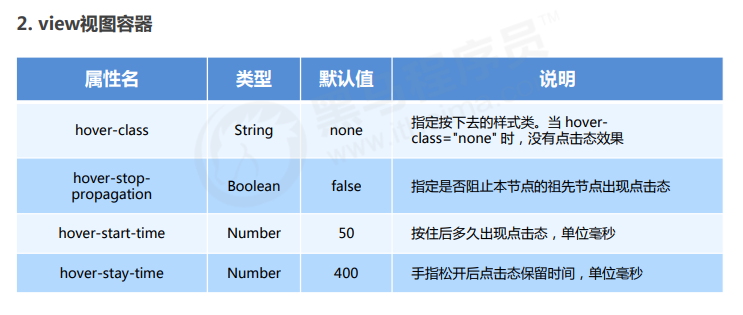 2. view视图容器
属性名 类型 默认值 说明
hover-class String none 指定按下去的样式类。当 hover-
class="none" 时，没有点击态效果
hover-stop-
propagation Boolean false 指定是否阻止本节点的祖先节点出现点击态
hover-start-time Number 50 按住后多久出现点击态，单位毫秒
hover-stay-time Number 400 手指松开后点击态保留时间，单位毫秒